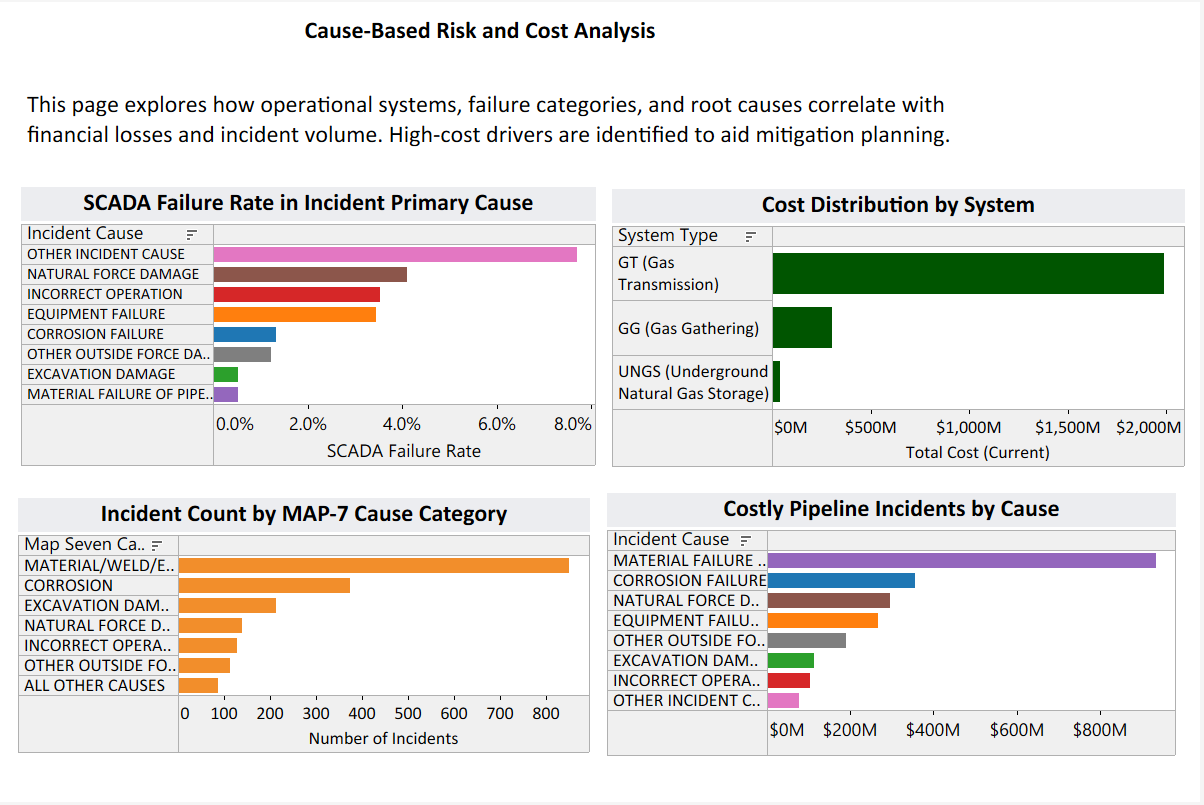 Cause-Based Risk and Cost Analysis
This page explores how operational systems, failure categories, and root causes correlate with
financial losses and incident volume. High-cost drivers are identified to aid mitigation planning.
SCADA Failure Rate in Incident Primary Cause
Incident Cause
OTHER INCIDENT CAUSE
NATURAL FORCE DAMAGE
INCORRECT OPERATION
EQUIPMENT FAILURE
CORROSION FAILURE
OTHER OUTSIDE FORCE DA..
EXCAVATION DAMAGE
MATERIAL FAILURE OF PIPE..
0.0% 2.0% 4.0% 6.0% 8.0%
SCADA Failure Rate
Cost Distribution by System
System Type
GT (Gas
Transmission)
GG (Gas Gathering)
UNGS (Underground
Natural Gas Storage)
$0M $500M $1,000M $1,500M $2,000M
Total Cost (Current)
Incident Count by MAP-7 Cause Category
Map Seven Ca..
MATERIAL/WELD/E..
CORROSION
EXCAVATION DAM..
NATURAL FORCE D..
INCORRECT OPERA..
OTHER OUTSIDE FO..
ALL OTHER CAUSES
0 100 200 300 400 500 600 700 800
Number of Incidents
Costly Pipeline Incidents by Cause
Incident Cause
MATERIAL FAILURE ..
CORROSION FAILURE
NATURAL FORCE D..
EQUIPMENT FAILU..
OTHER OUTSIDE FO..
EXCAVATION DAM..
INCORRECT OPERA..
OTHER INCIDENT C..
$0M $200M $400M $600M $800M